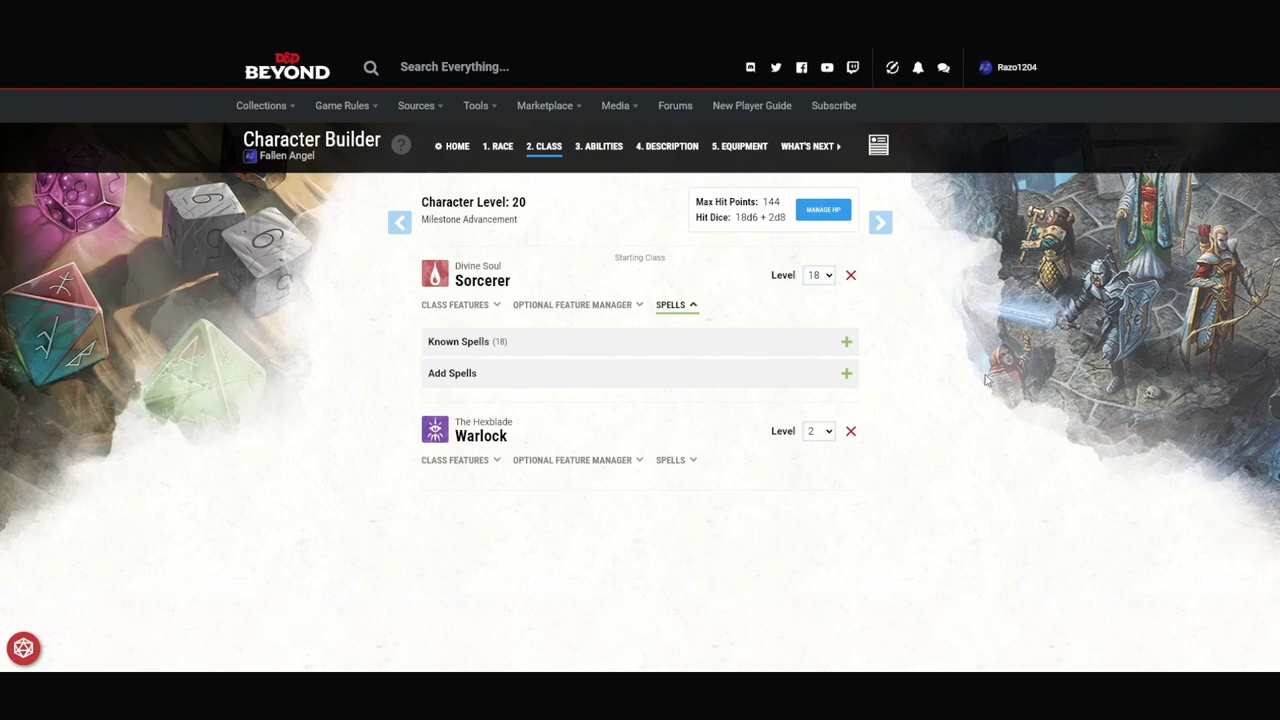 D&D
BEYOND
Search Everything...
Razo1204
Collections
Game Rules
Sources
Tools
Marketplace
Media
Forums
New Player Guide
Subscribe
Character Builder
?
Fallen Angel
HOME
1. RACE
2. CLASS
3. ABILITIES
4. DESCRIPTION
5. EQUIPMENT
WHAT'S NEXT
Character Level: 20
Milestone Advancement
Max Hit Points: 144
Hit Dice: 18d6 + 2d8
MANAGE HP
Starting Class
Divine Soul
Sorcerer
Level 18
CLASS FEATURES
OPTIONAL FEATURE MANAGER
SPELLS
Known Spells (18)
Add Spells
The Hexblade
Warlock
Level 2
CLASS FEATURES
OPTIONAL FEATURE MANAGER
SPELLS